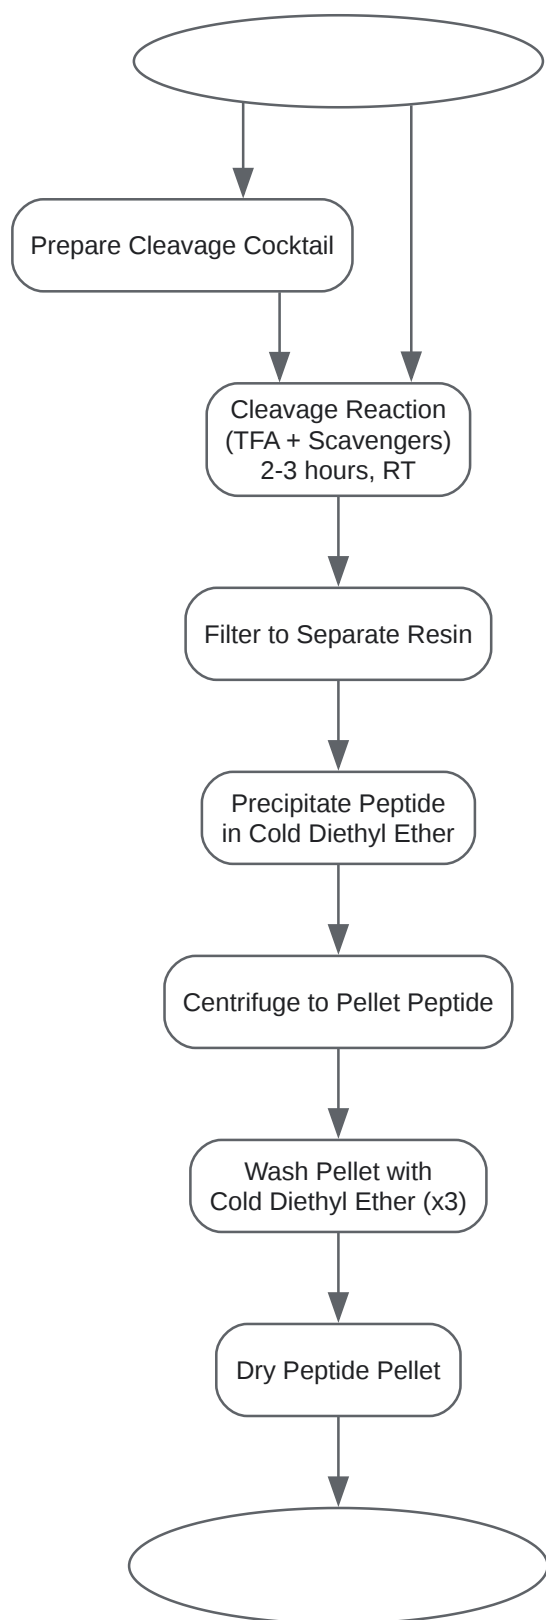 Prepare Cleavage Cocktail
Cleavage Reaction
(TFA + Scavengers)
2-3 hours, RT
Filter to Separate Resin
Precipitate Peptide
in Cold Diethyl Ether
Centrifuge to Pellet Peptide
Wash Pellet with
Cold Diethyl Ether (x3)
Dry Peptide Pellet